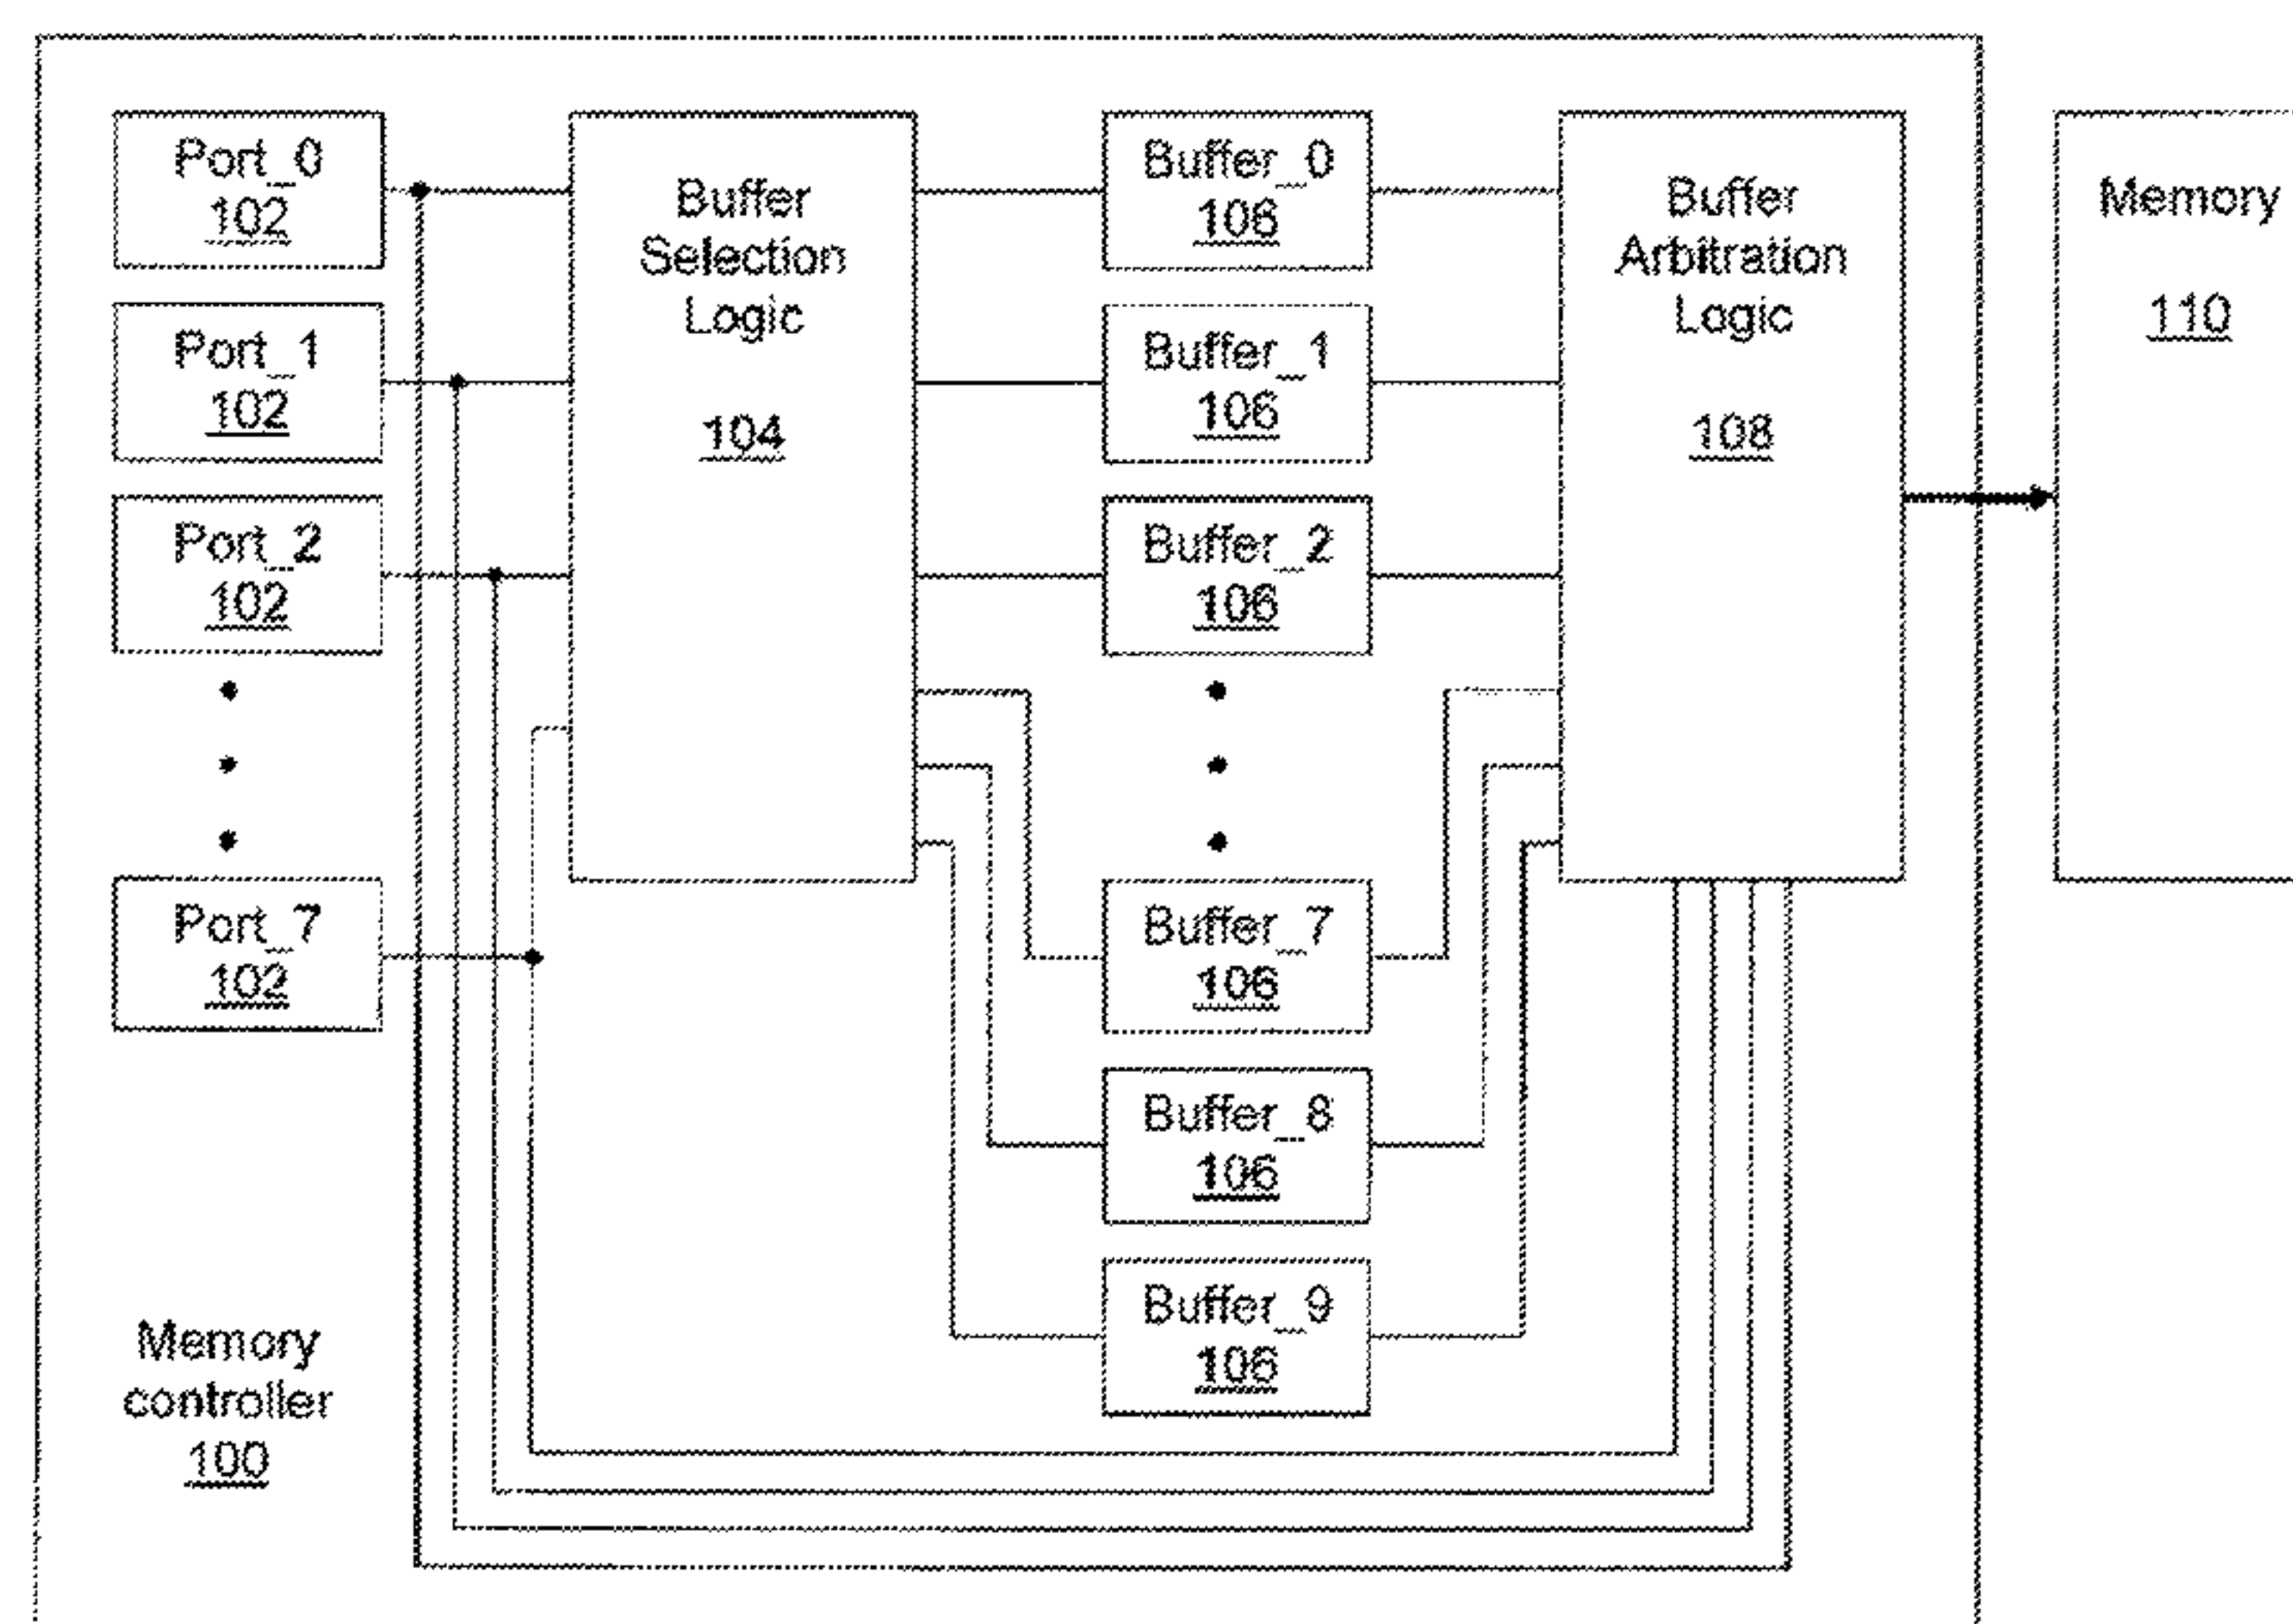 Port_0
102
Port_1
102
Port_2
102
Port_7
102
Memory
controller
100
Buffer
Selection
Logic
104
Buffer_0
106
Buffer_1
106
Buffer_2
106
Buffer_7
106
Buffer_8
106
Buffer_9
106
Buffer
Arbitration
Logic
108
Memory
110